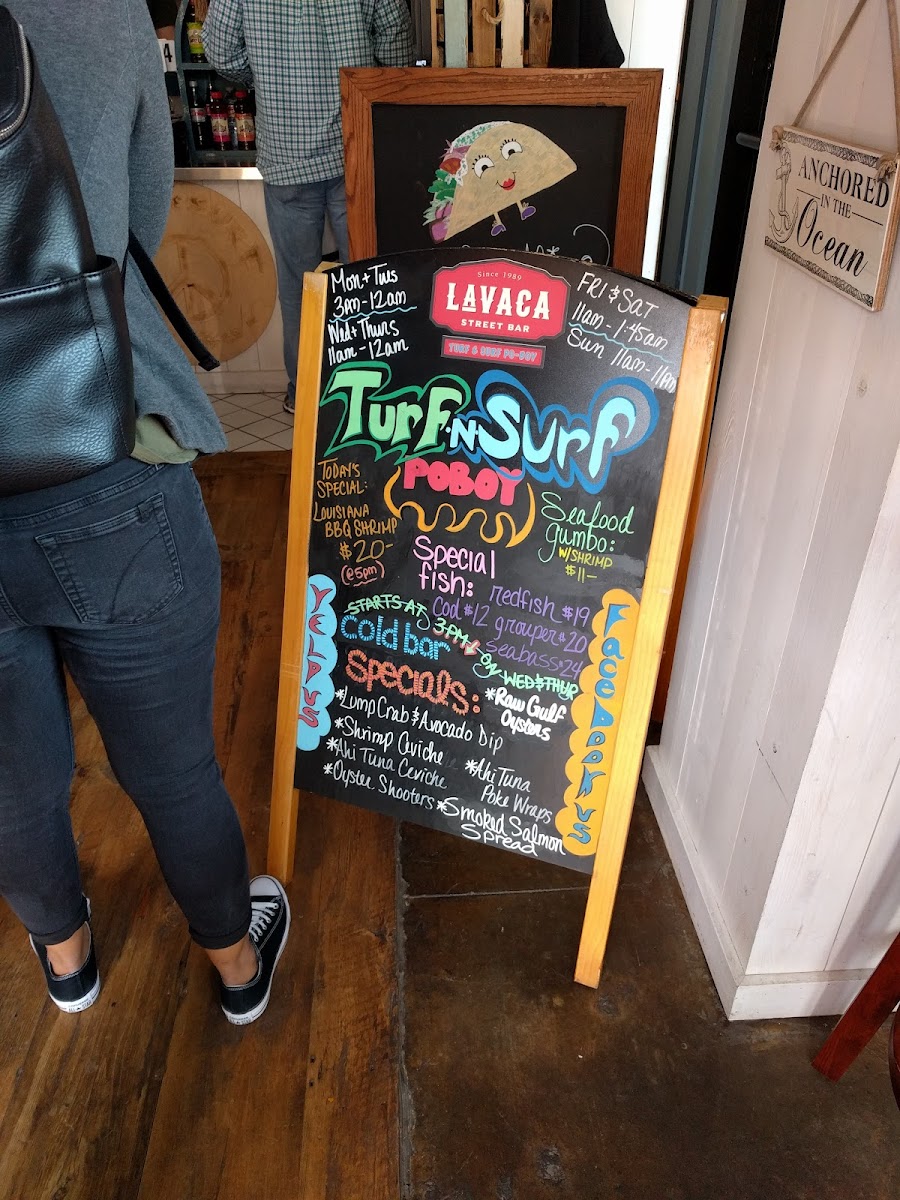 4
ANCHORED
IN THE
Ocean
Mon + Tues
3pm - 12am
Wed + Thurs
11am - 12am
Since 1989
LAVACA
STREET BAR
TURF & SURF PO-BOY
FRI & SAT
11am - 1:45am
Sun 11am - 11pm
TURF·N·SURF
POBOY
TODAY'S
SPECIAL:
LOUISIANA
BBQ SHRIMP
$20-
(@5pm)
Seafood
gumbo:
W/SHRIMP
$11-
Special
fish:
redfish $19
Cod $12 grouper $20
seabass $24
STARTS AT
3PM
ON WED & THUR
Cold bar
Specials:
*Lump Crab & Avocado Dip
*Shrimp Ceviche
*Ahi Tuna Ceviche
*Oyster Shooters
*Raw Gulf
Oysters
*Ahi Tuna
Poke Wraps
*Smoked Salmon
Spread
YELP US
Facebook us